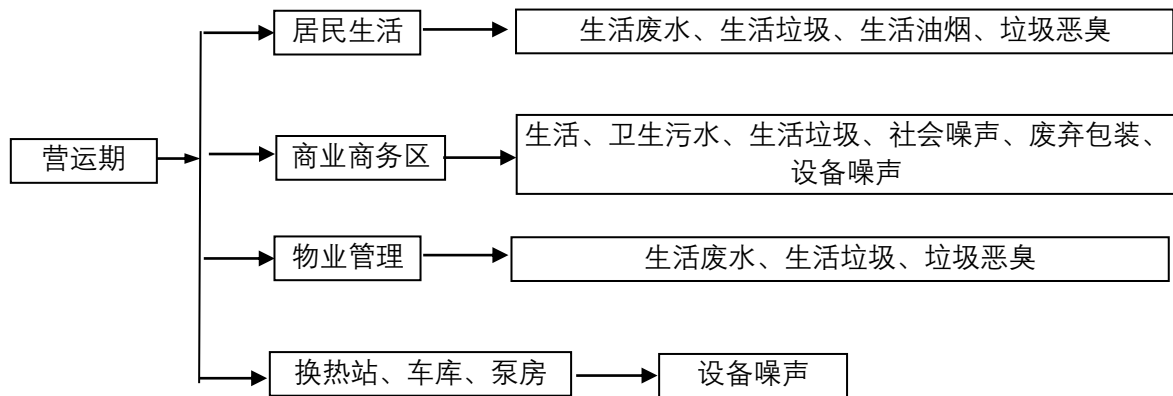 居民生活
生活废水、生活垃圾、生活油烟、垃圾恶臭
营运期
商业商务区
生活、卫生污水、生活垃圾、社会噪声、废弃包装、
设备噪声
物业管理
生活废水、生活垃圾、垃圾恶臭
换热站、车库、泵房
设备噪声